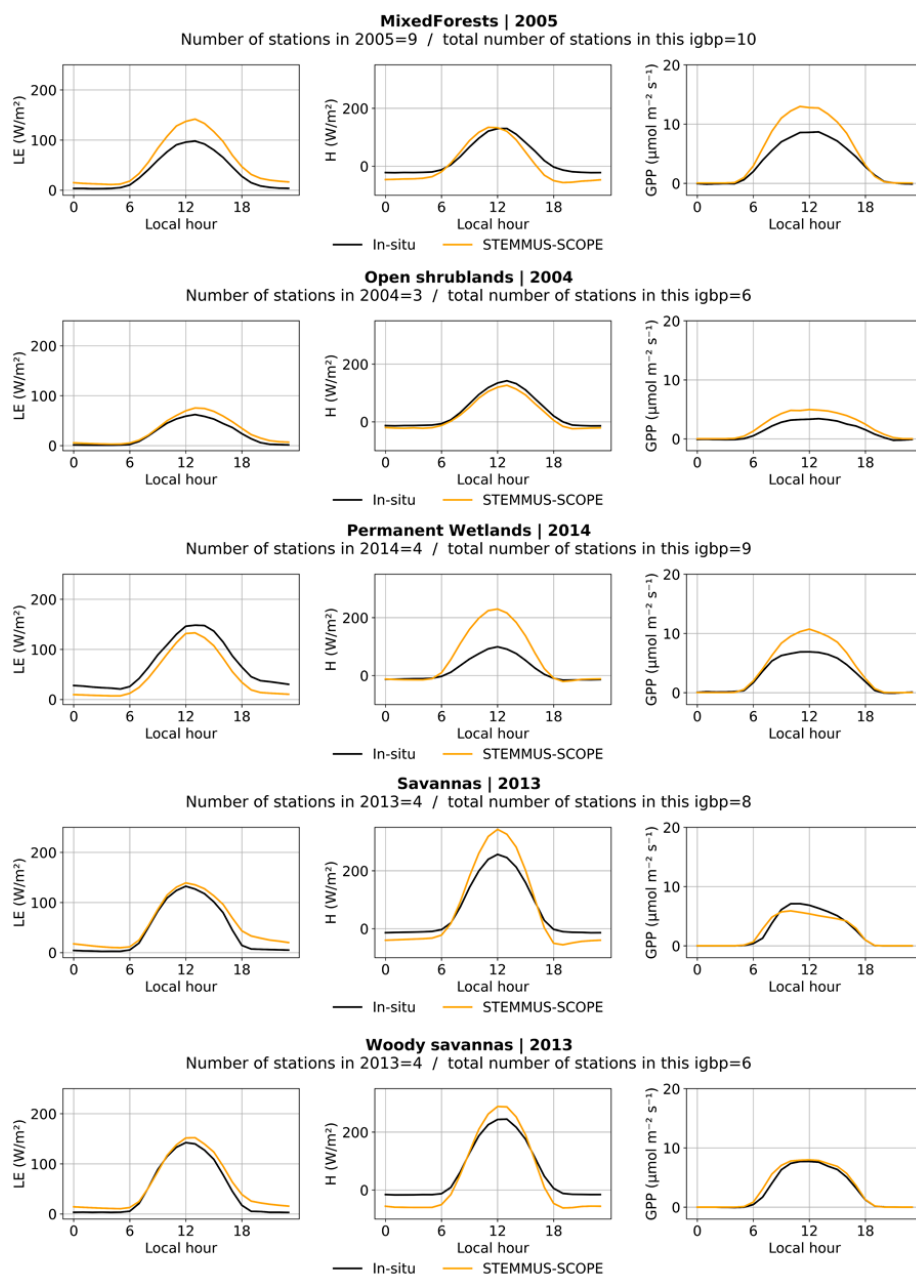 MixedForests | 2005
Number of stations in 2005=9 / total number of stations in this igbp=10
LE (W/m²)
200
100
0
0 6 12 18
Local hour
H (W/m²)
200
0
0 6 12 18
Local hour
GPP (μmol m⁻² s⁻¹)
20
10
0
0 6 12 18
Local hour
In-situ STEMMUS-SCOPE
Open shrublands | 2004
Number of stations in 2004=3 / total number of stations in this igbp=6
LE (W/m²)
200
100
0
0 6 12 18
Local hour
H (W/m²)
200
0
0 6 12 18
Local hour
GPP (μmol m⁻² s⁻¹)
20
10
0
0 6 12 18
Local hour
In-situ STEMMUS-SCOPE
Permanent Wetlands | 2014
Number of stations in 2014=4 / total number of stations in this igbp=9
LE (W/m²)
200
100
0
0 6 12 18
Local hour
H (W/m²)
200
0
0 6 12 18
Local hour
GPP (μmol m⁻² s⁻¹)
20
10
0
0 6 12 18
Local hour
In-situ STEMMUS-SCOPE
Savannas | 2013
Number of stations in 2013=4 / total number of stations in this igbp=8
LE (W/m²)
200
100
0
0 6 12 18
Local hour
H (W/m²)
200
0
0 6 12 18
Local hour
GPP (μmol m⁻² s⁻¹)
20
10
0
0 6 12 18
Local hour
In-situ STEMMUS-SCOPE
Woody savannas | 2013
Number of stations in 2013=4 / total number of stations in this igbp=6
LE (W/m²)
200
100
0
0 6 12 18
Local hour
H (W/m²)
200
0
0 6 12 18
Local hour
GPP (μmol m⁻² s⁻¹)
20
10
0
0 6 12 18
Local hour
In-situ STEMMUS-SCOPE